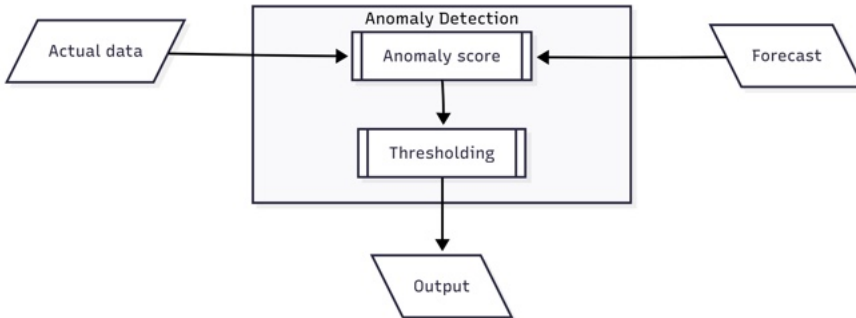 Anomaly Detection
Actual data
Anomaly score
Forecast
Thresholding
Output